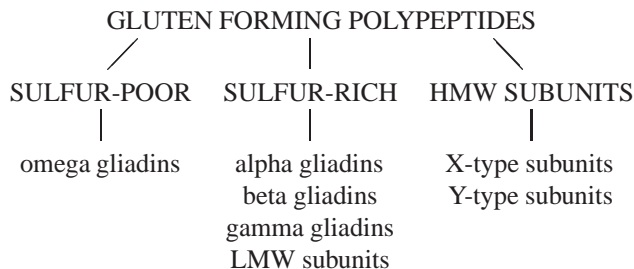 GLUTEN FORMING POLYPEPTIDES
SULFUR-POOR SULFUR-RICH HMW SUBUNITS
omega gliadins alpha gliadins X-type subunits
beta gliadins Y-type subunits
gamma gliadins
LMW subunits